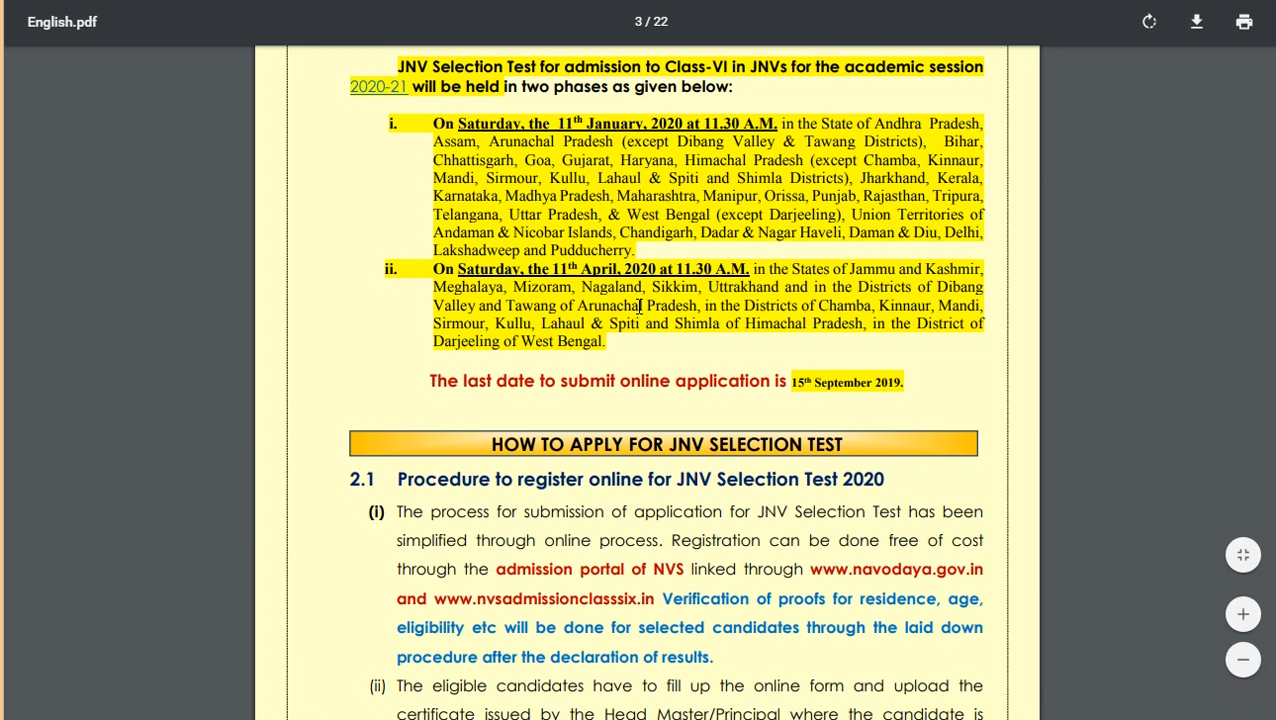 English.pdf
3 / 22
JNV Selection Test for admission to Class-VI in JNVs for the academic session
2020-21 will be held in two phases as given below:
i. On Saturday, the 11th January, 2020 at 11.30 A.M. in the State of Andhra Pradesh,
Assam, Arunachal Pradesh (except Dibang Valley & Tawang Districts), Bihar,
Chhattisgarh, Goa, Gujarat, Haryana, Himachal Pradesh (except Chamba, Kinnaur,
Mandi, Sirmour, Kullu, Lahaul & Spiti and Shimla Districts), Jharkhand, Kerala,
Karnataka, Madhya Pradesh, Maharashtra, Manipur, Orissa, Punjab, Rajasthan, Tripura,
Telangana, Uttar Pradesh, & West Bengal (except Darjeeling), Union Territories of
Andaman & Nicobar Islands, Chandigarh, Dadar & Nagar Haveli, Daman & Diu, Delhi,
Lakshadweep and Pudducherry.
ii. On Saturday, the 11th April, 2020 at 11.30 A.M. in the States of Jammu and Kashmir,
Meghalaya, Mizoram, Nagaland, Sikkim, Uttrakhand and in the Districts of Dibang
Valley and Tawang of Arunachal Pradesh, in the Districts of Chamba, Kinnaur, Mandi,
Sirmour, Kullu, Lahaul & Spiti and Shimla of Himachal Pradesh, in the District of
Darjeeling of West Bengal.
The last date to submit online application is 15th September 2019.
HOW TO APPLY FOR JNV SELECTION TEST
2.1 Procedure to register online for JNV Selection Test 2020
(i) The process for submission of application for JNV Selection Test has been
simplified through online process. Registration can be done free of cost
through the admission portal of NVS linked through www.navodaya.gov.in
and www.nvsadmissionclasssix.in Verification of proofs for residence, age,
eligibility etc will be done for selected candidates through the laid down
procedure after the declaration of results.
(ii) The eligible candidates have to fill up the online form and upload the
certificate issued by the Head Master/Principal where the candidate is